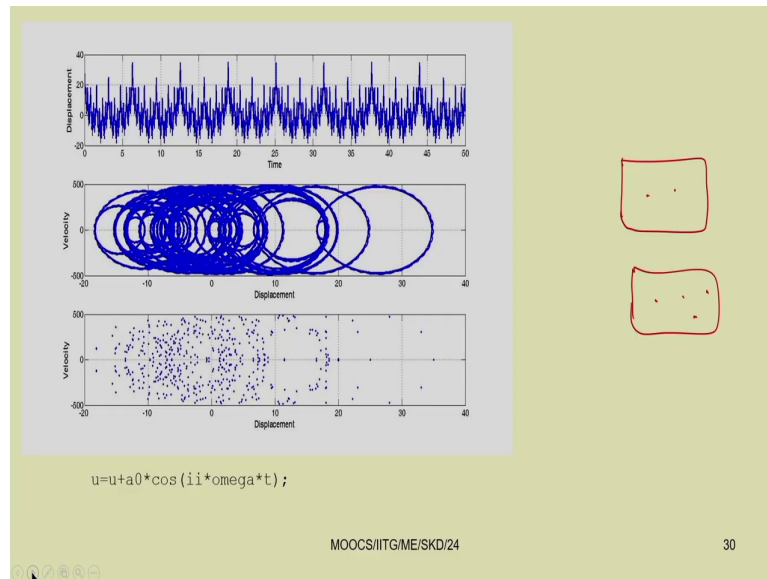 40
20
0
-20
Displacement
0 5 10 15 20 25 30 35 40 45 50
Time
500
0
-500
Velocity
-20 -10 0 10 20 30 40
Displacement
500
0
-500
Velocity
-20 -10 0 10 20 30 40
Displacement
u=u+a0*cos(ii*omega*t);
MOOCS/IITG/ME/SKD/24
30